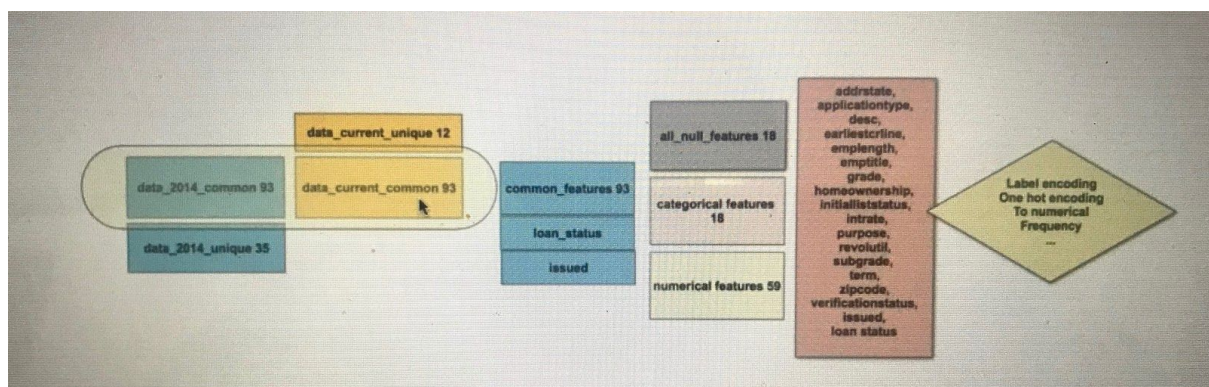 data_current_unique 12
data_2014_common 93
data_current_common 93
data_2014_unique 35
common_features 93
loan_status
issued
all_null_features 18
categorical features
18
numerical features 59
addrstate,
applicationtype,
desc,
earliestcrline,
emplength,
emptitle,
grade,
homeownership,
initialliststatus,
intrate,
purpose,
revolutil,
subgrade,
term,
zipcode,
verificationstatus,
issued,
loan status
Label encoding
One hot encoding
To numerical
Frequency
...